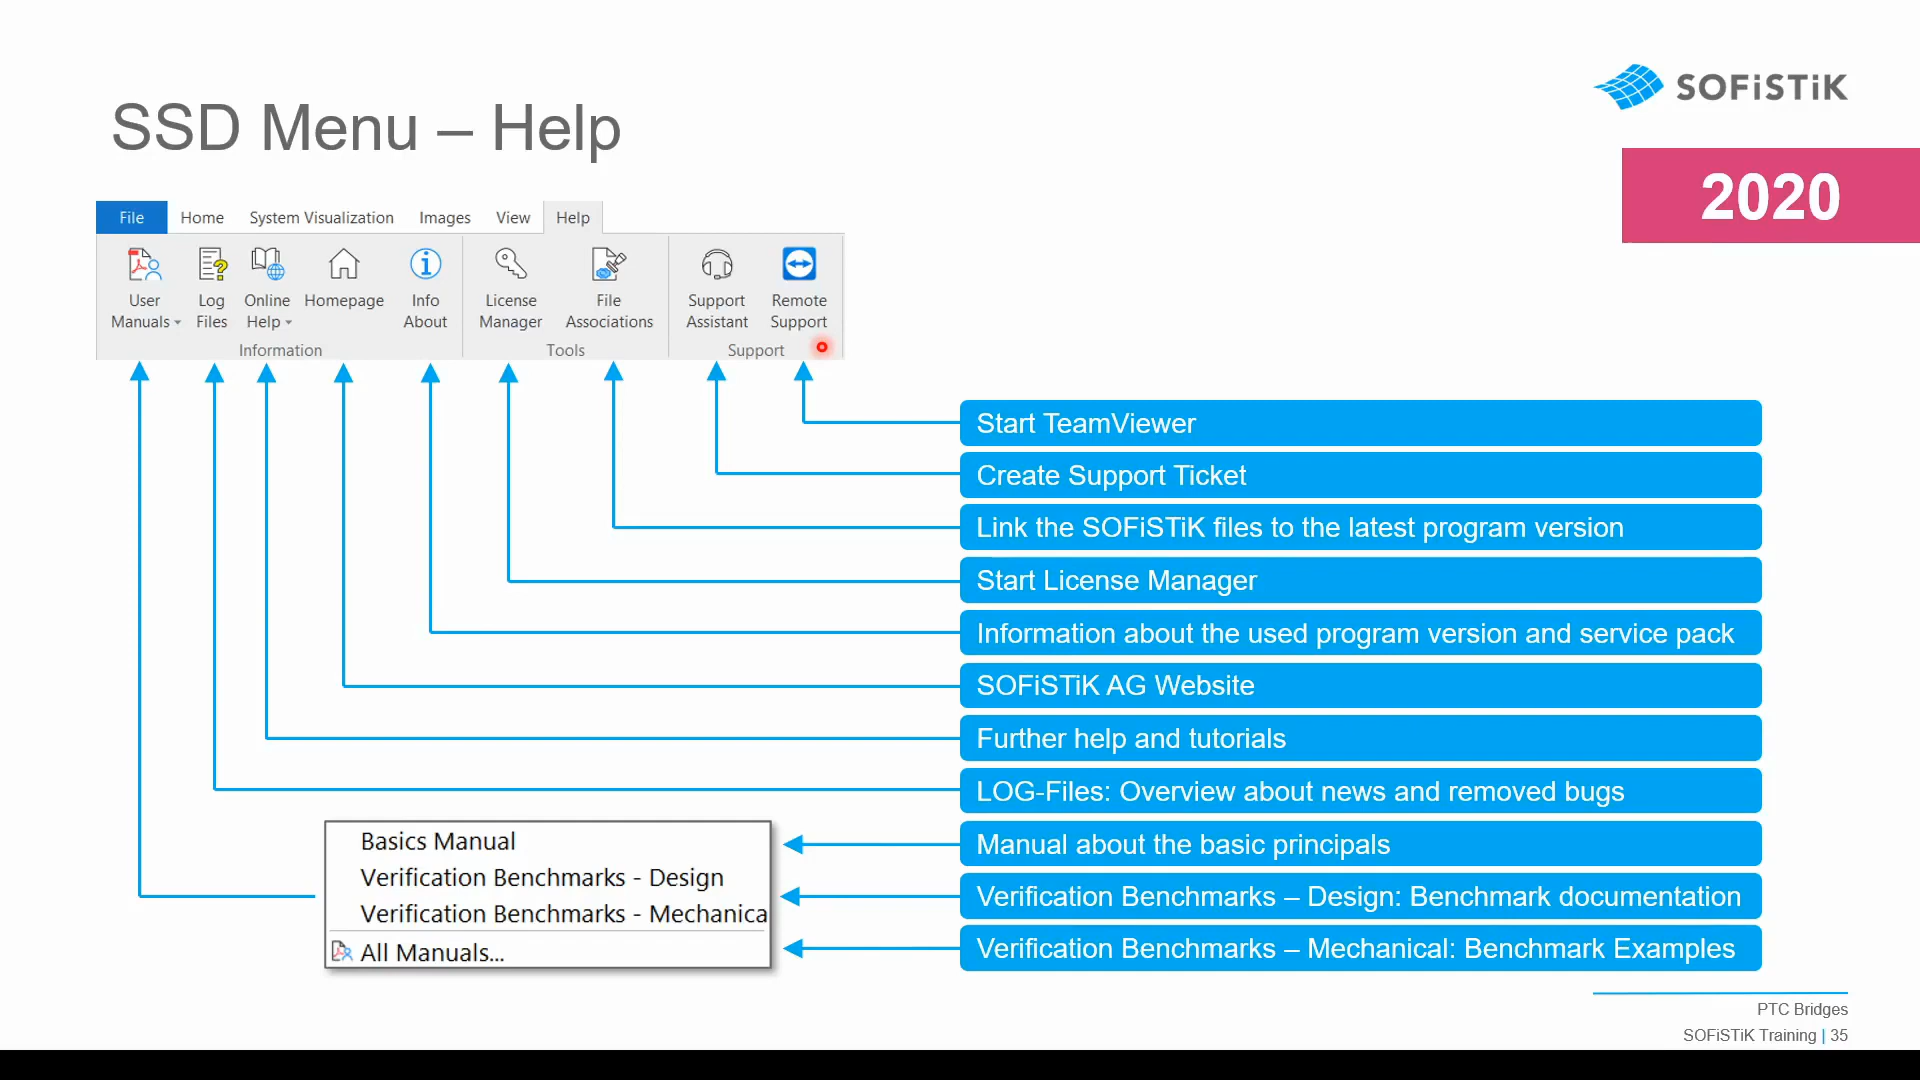 SOFiSTiK
SSD Menu – Help
2020
File Home System Visualization Images View Help
User Manuals
Log Files
Online Help
Homepage
Info About
License Manager
File Associations
Support Assistant
Remote Support
Information Tools Support
Start TeamViewer
Create Support Ticket
Link the SOFiSTiK files to the latest program version
Start License Manager
Information about the used program version and service pack
SOFiSTiK AG Website
Further help and tutorials
LOG-Files: Overview about news and removed bugs
Basics Manual
Verification Benchmarks - Design
Verification Benchmarks - Mechanica
All Manuals...
Manual about the basic principals
Verification Benchmarks – Design: Benchmark documentation
Verification Benchmarks – Mechanical: Benchmark Examples
PTC Bridges
SOFiSTiK Training | 35